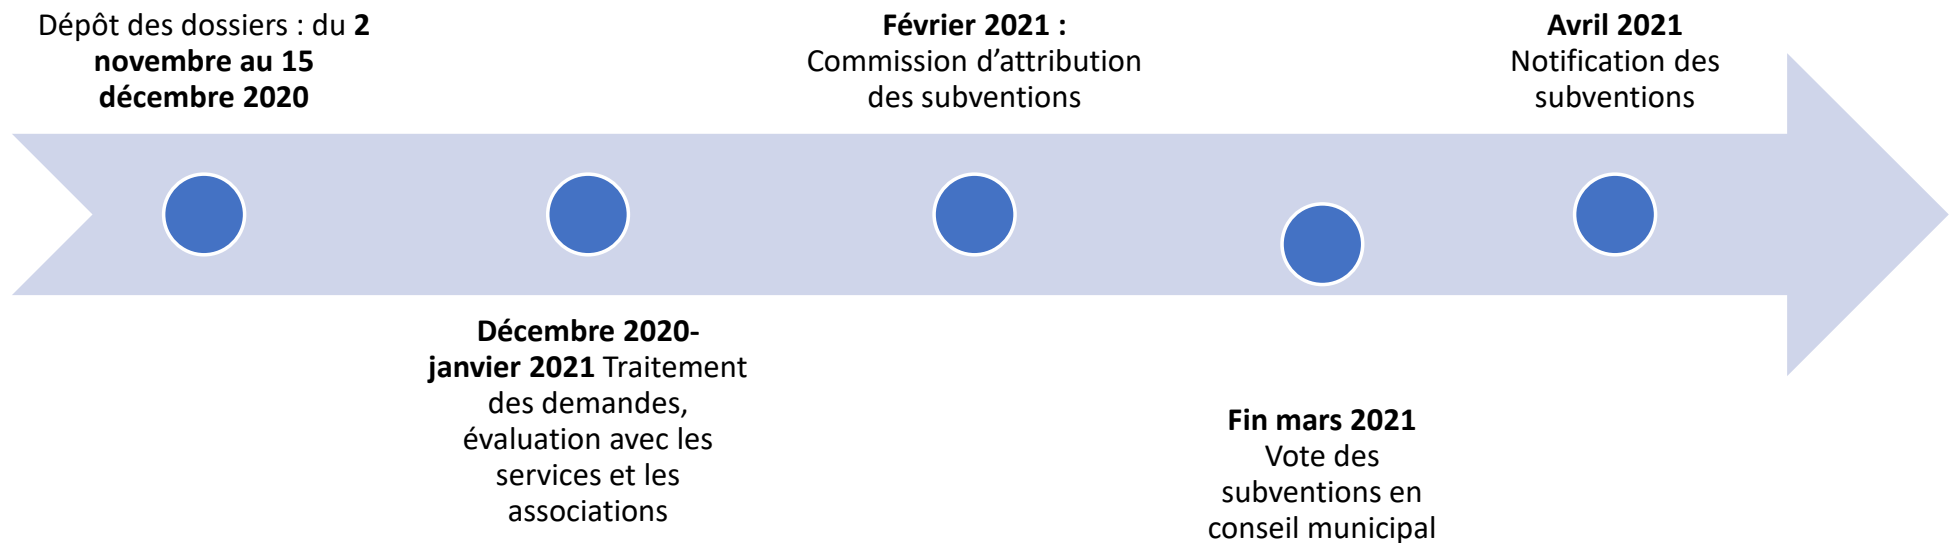 Dépôt des dossiers : du 2
novembre au 15
décembre 2020
Décembre 2020-
janvier 2021 Traitement
des demandes,
évaluation avec les
services et les
associations
Février 2021 :
Commission d’attribution
des subventions
Fin mars 2021
Vote des
subventions en
conseil municipal
Avril 2021
Notification des
subventions